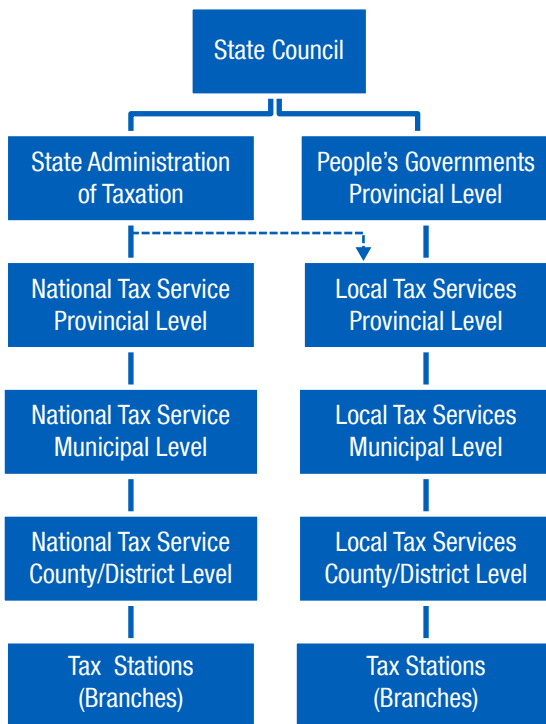 State Council
State Administration
of Taxation
People's Governments
Provincial Level
National Tax Service
Provincial Level
Local Tax Services
Provincial Level
National Tax Service
Municipal Level
Local Tax Services
Municipal Level
National Tax Service
County/District Level
Local Tax Services
County/District Level
Tax Stations
(Branches)
Tax Stations
(Branches)